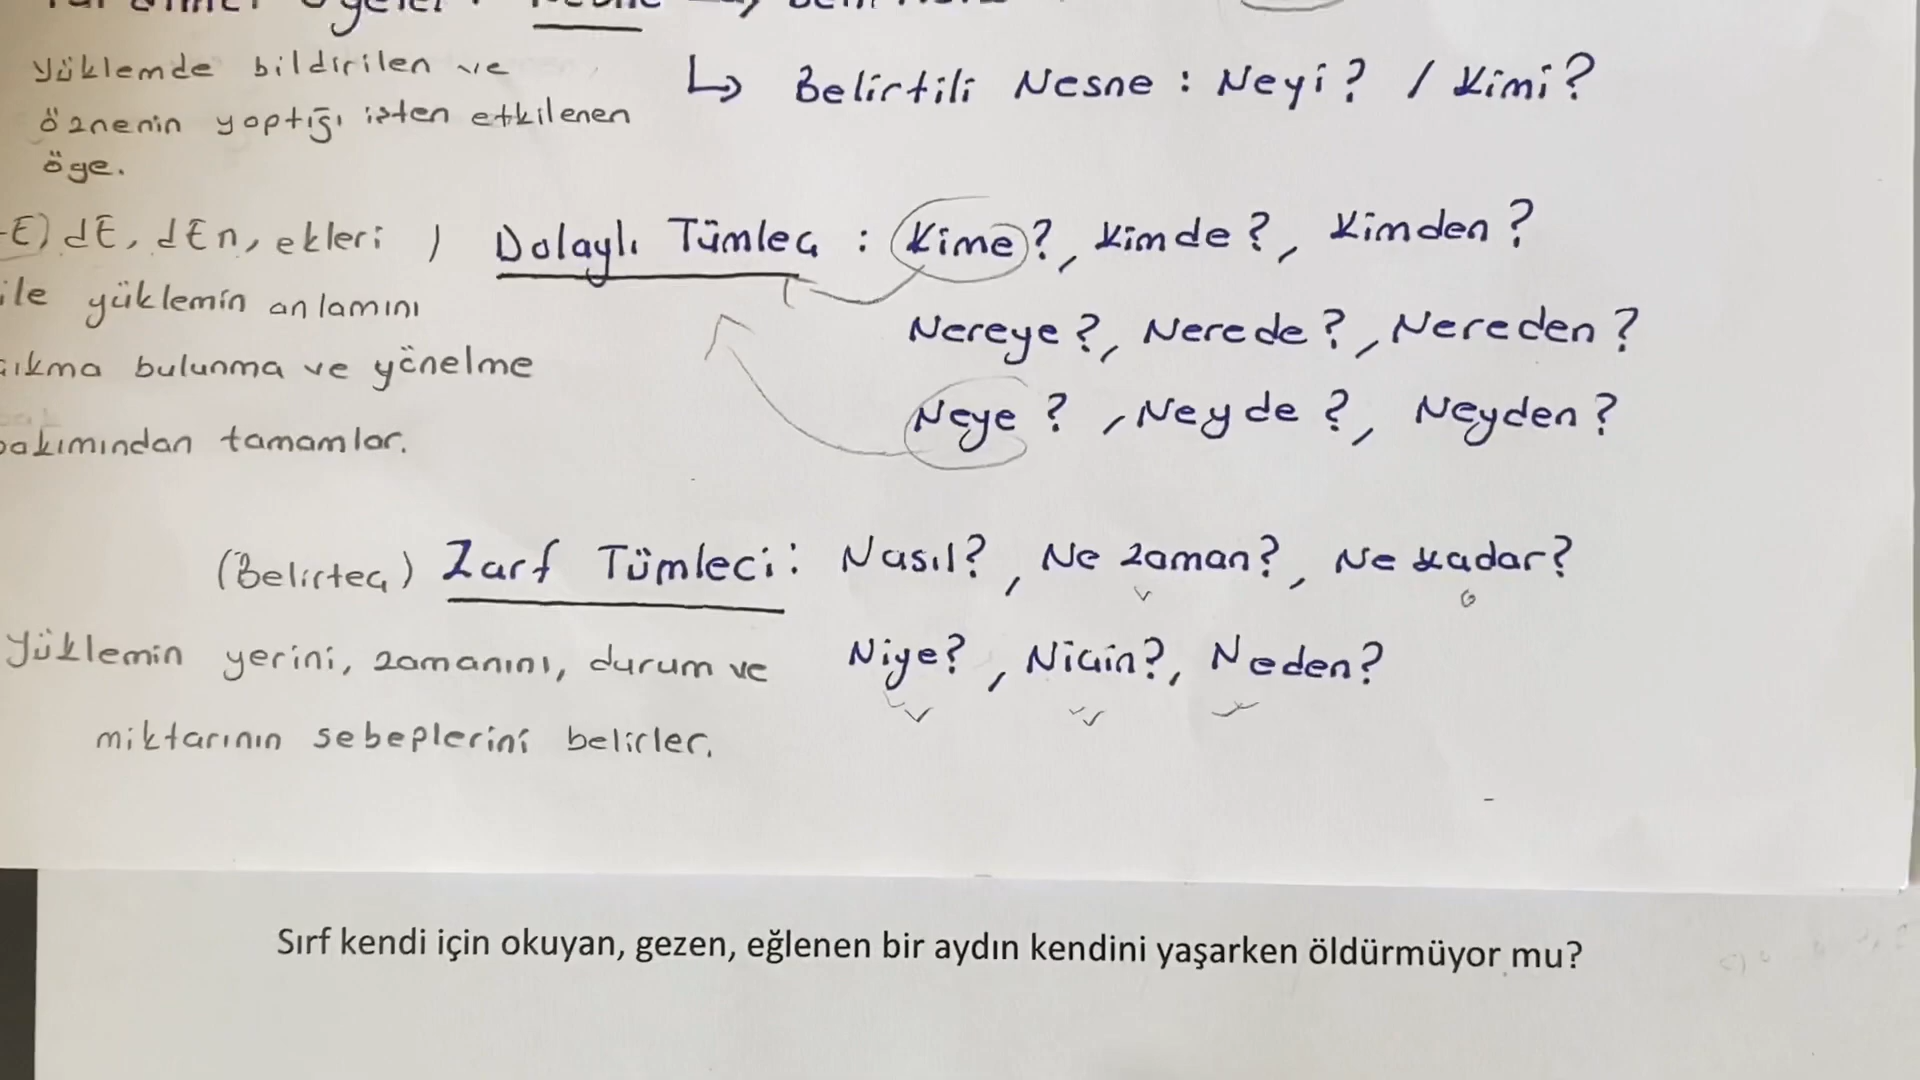 Nesne
Yüklemde bildirilen ve
öznenin yaptığı işten etkilenen
öge.
Belirtili Nesne : Neyi? / Kimi?
-E) dE, dEn, ekleri ) Dolaylı Tümleç : Kime?, Kimde?, Kimden?
ile yüklemin anlamını
çıkma bulunma ve yönelme
bakımından tamamlar.
Nereye?, Nerede?, Nereden?
Neye ? , Neyde ?, Neyden?
(Belirteç) Zarf Tümleci: Nasıl?, Ne zaman?, Ne kadar?
Yüklemin yerini, zamanını, durum ve
miktarının sebeplerini belirler.
Niye?, Niçin?, Neden?
Sırf kendi için okuyan, gezen, eğlenen bir aydın kendini yaşarken öldürmüyor mu?